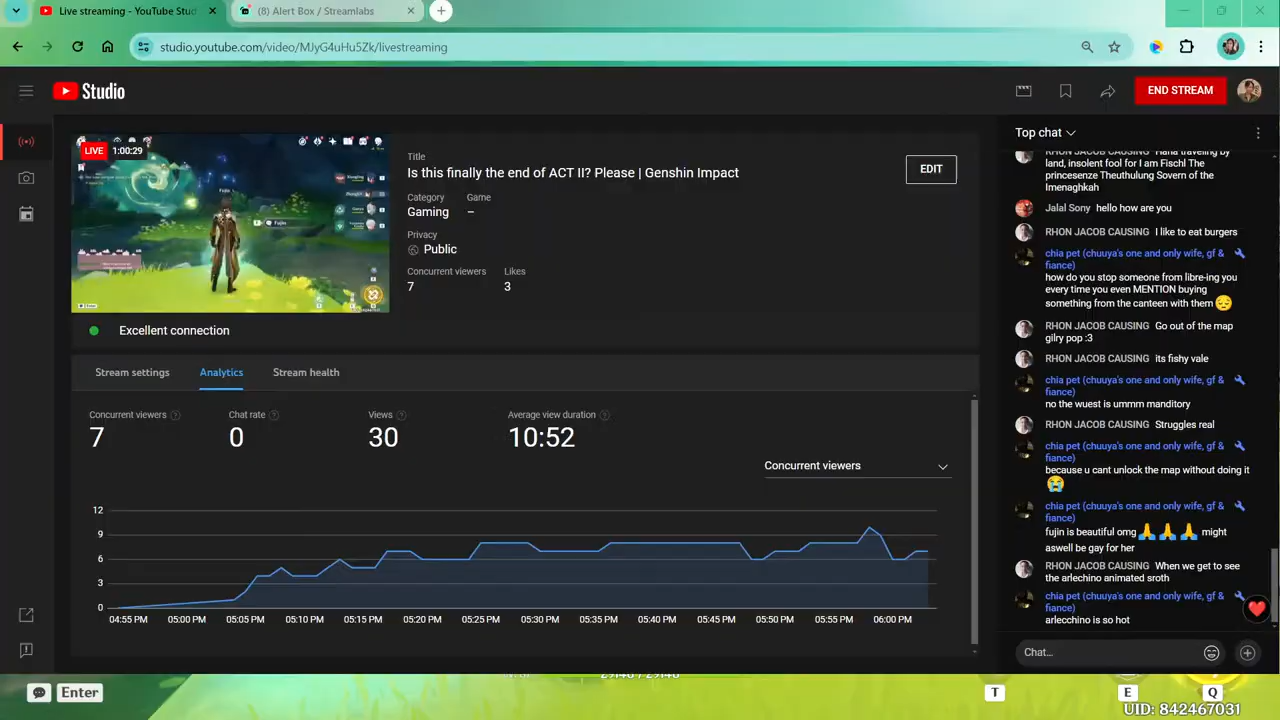 Live streaming - YouTube Stud
(8) Alert Box / Streamlabs
studio.youtube.com/video/MJyG4uHu5Zk/livestreaming
Studio
END STREAM
LIVE 1:00:29
Title
Is this finally the end of ACT II? Please | Genshin Impact
EDIT
Category Game
Gaming –
Privacy
Public
Concurrent viewers Likes
7 3
Excellent connection
Stream settings Analytics Stream health
Concurrent viewers Chat rate Views Average view duration
7 0 30 10:52
Concurrent viewers
12
9
6
3
0
04:55 PM 05:00 PM 05:05 PM 05:10 PM 05:15 PM 05:20 PM 05:25 PM 05:30 PM 05:35 PM 05:40 PM 05:45 PM 05:50 PM 05:55 PM 06:00 PM
Top chat
RHON JACOB CAUSING
land, insolent fool for I am Fischl The
princesenze Theuthulung Sovern of the
Imenaghkah
Jalal Sony hello how are you
RHON JACOB CAUSING I like to eat burgers
chia pet (chuuya's one and only wife, gf &
fiance)
how do you stop someone from libre-ing you
every time you even MENTION buying
something from the canteen with them 😔
RHON JACOB CAUSING Go out of the map
gilry pop :3
RHON JACOB CAUSING its fishy vale
chia pet (chuuya's one and only wife, gf &
fiance)
no the wuest is ummm manditory
RHON JACOB CAUSING Struggles real
chia pet (chuuya's one and only wife, gf &
fiance)
because u cant unlock the map without doing it
😭
chia pet (chuuya's one and only wife, gf &
fiance)
fujin is beautiful omg 🙏 🙏 🙏 might
aswell be gay for her
RHON JACOB CAUSING When we get to see
the arlechino animated sroth
chia pet (chuuya's one and only wife, gf &
fiance)
arlecchino is so hot
Chat...
Enter
T E Q
UID: 842467031